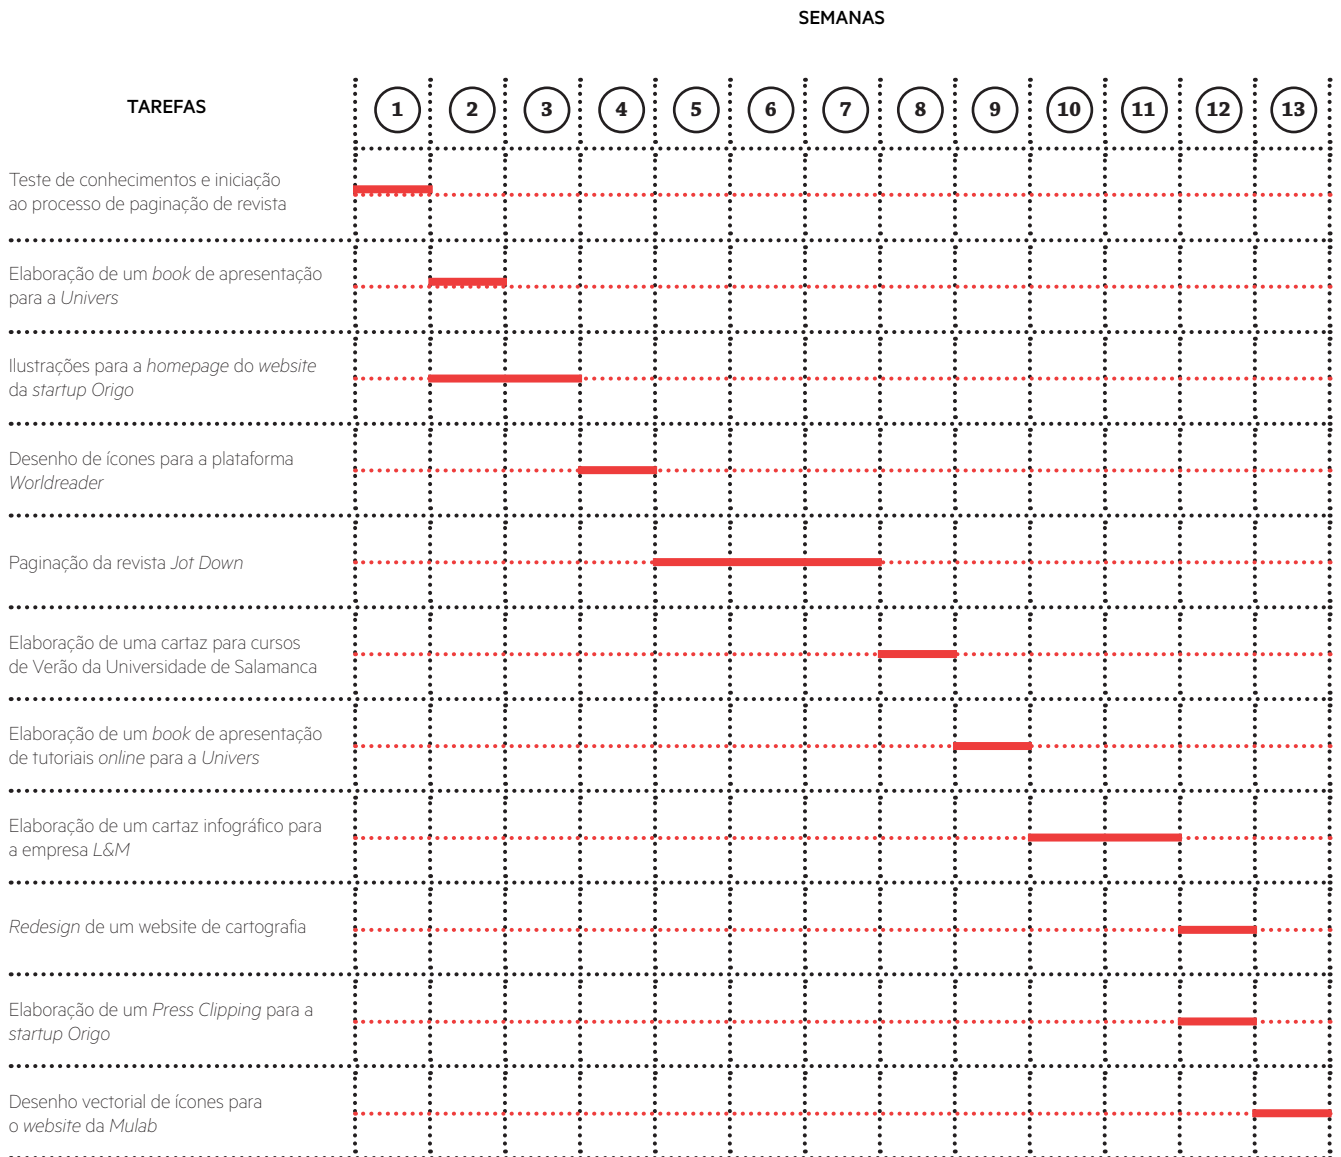 SEMANAS
TAREFAS 1 2 3 4 5 6 7 8 9 10 11 12 13
Teste de conhecimentos e iniciação
ao processo de paginação de revista
Elaboração de um book de apresentação
para a Univers
Ilustrações para a homepage do website
da startup Origo
Desenho de ícones para a plataforma
Worldreader
Paginação da revista Jot Down
Elaboração de uma cartaz para cursos
de Verão da Universidade de Salamanca
Elaboração de um book de apresentação
de tutoriais online para a Univers
Elaboração de um cartaz infográfico para
a empresa L&M
Redesign de um website de cartografia
Elaboração de um Press Clipping para a
startup Origo
Desenho vectorial de ícones para
o website da Mulab